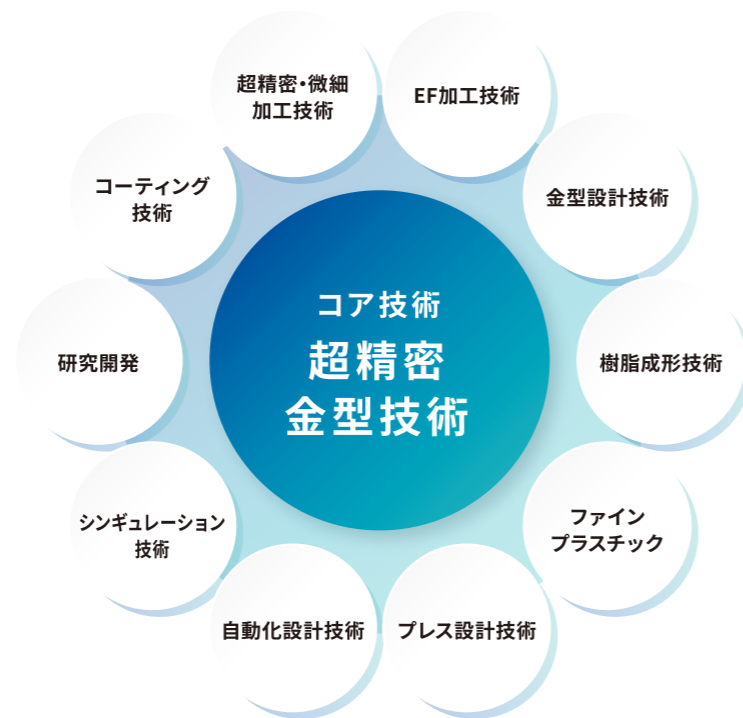 超精密・微細
加工技術
EF加工技術
コーティング
技術
金型設計技術
コア技術
超精密
金型技術
研究開発
樹脂成形技術
シンギュレーション
技術
ファイン
プラスチック
自動化設計技術
プレス設計技術